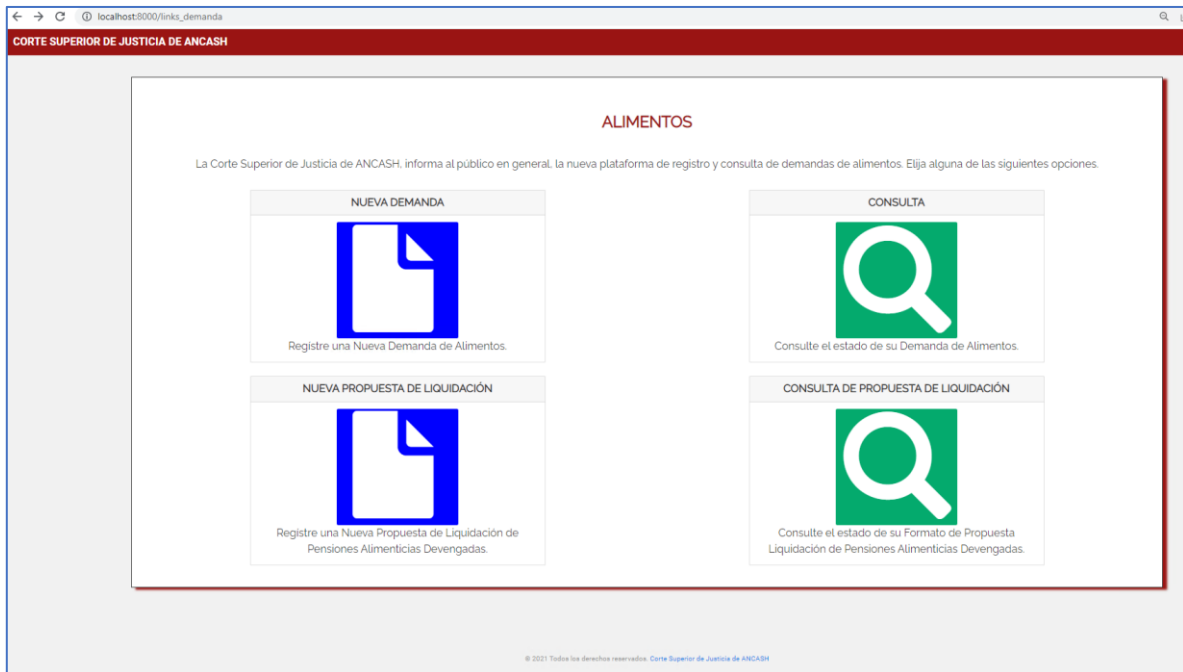 localhost:8000/links_demanda
CORTE SUPERIOR DE JUSTICIA DE ANCASH
ALIMENTOS
La Corte Superior de Justicia de ANCASH, informa al público en general, la nueva plataforma de registro y consulta de demandas de alimentos. Elija alguna de las siguientes opciones.
NUEVA DEMANDA
Registre una Nueva Demanda de Alimentos.
CONSULTA
Consulte el estado de su Demanda de Alimentos.
NUEVA PROPUESTA DE LIQUIDACIÓN
Registre una Nueva Propuesta de Liquidación de
Pensiones Alimenticias Devengadas.
CONSULTA DE PROPUESTA DE LIQUIDACIÓN
Consulte el estado de su Formato de Propuesta
Liquidación de Pensiones Alimenticias Devengadas.
© 2021 Todos los derechos reservados. Corte Superior de Justicia de ANCASH